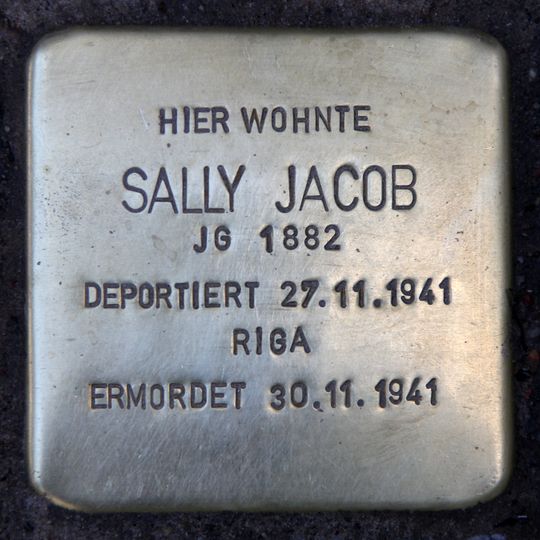 HIER WOHNTE
SALLY JACOB
JG 1882
DEPORTIERT 27.11.1941
RIGA
ERMORDET 30.11.1941